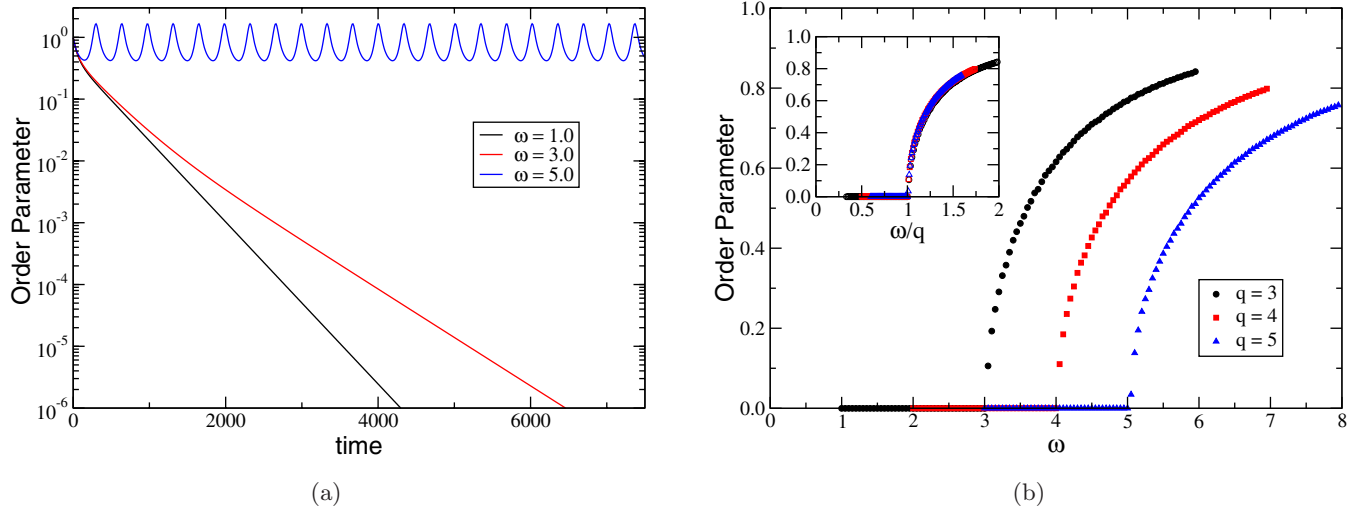 10^0
10^-1
10^-2
10^-3
10^-4
10^-5
10^-6
Order Parameter
0 2000 4000 6000
time
ω = 1.0
ω = 3.0
ω = 5.0
(a)
1.0
0.8
0.6
0.4
0.2
0.0
Order Parameter
0 1 2 3 4 5 6 7 8
ω
1.0
0.8
0.6
0.4
0.2
0.0
0 0.5 1 1.5 2
ω/q
q = 3
q = 4
q = 5
(b)